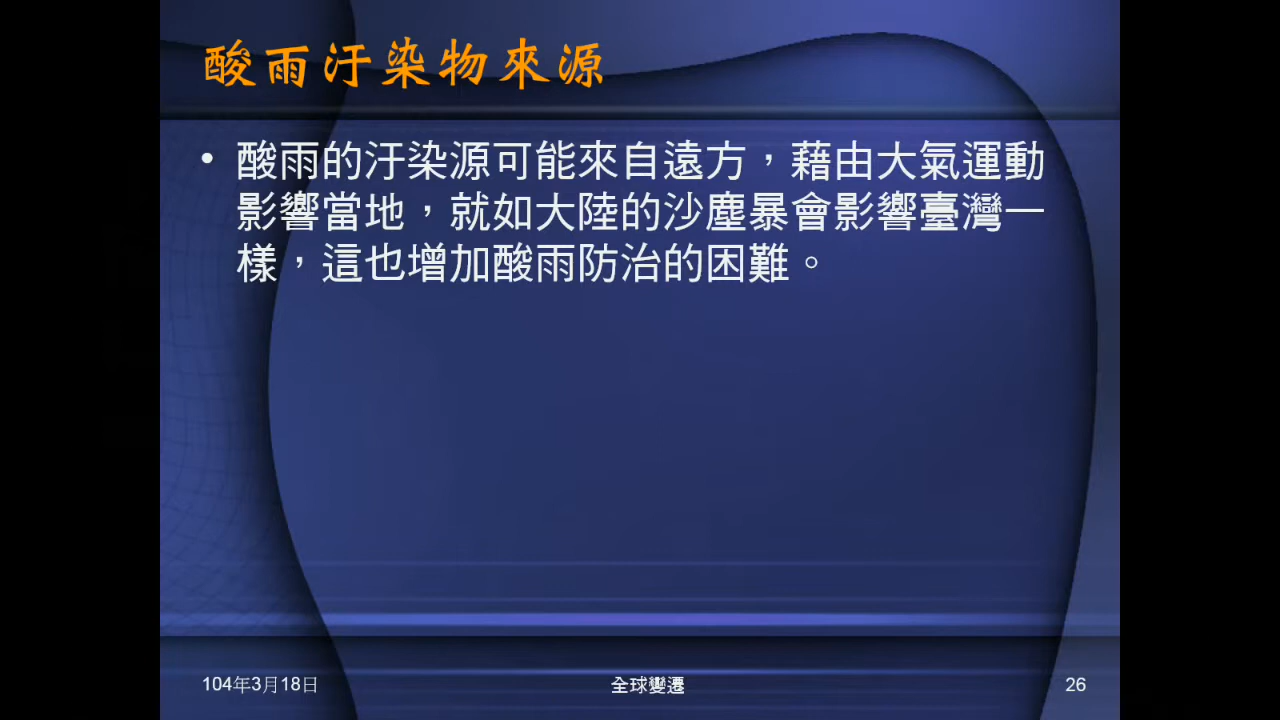 酸雨汙染物來源
• 酸雨的汙染源可能來自遠方，藉由大氣運動
影響當地，就如大陸的沙塵暴會影響臺灣一
樣，這也增加酸雨防治的困難。
104年3月18日
全球變遷
26